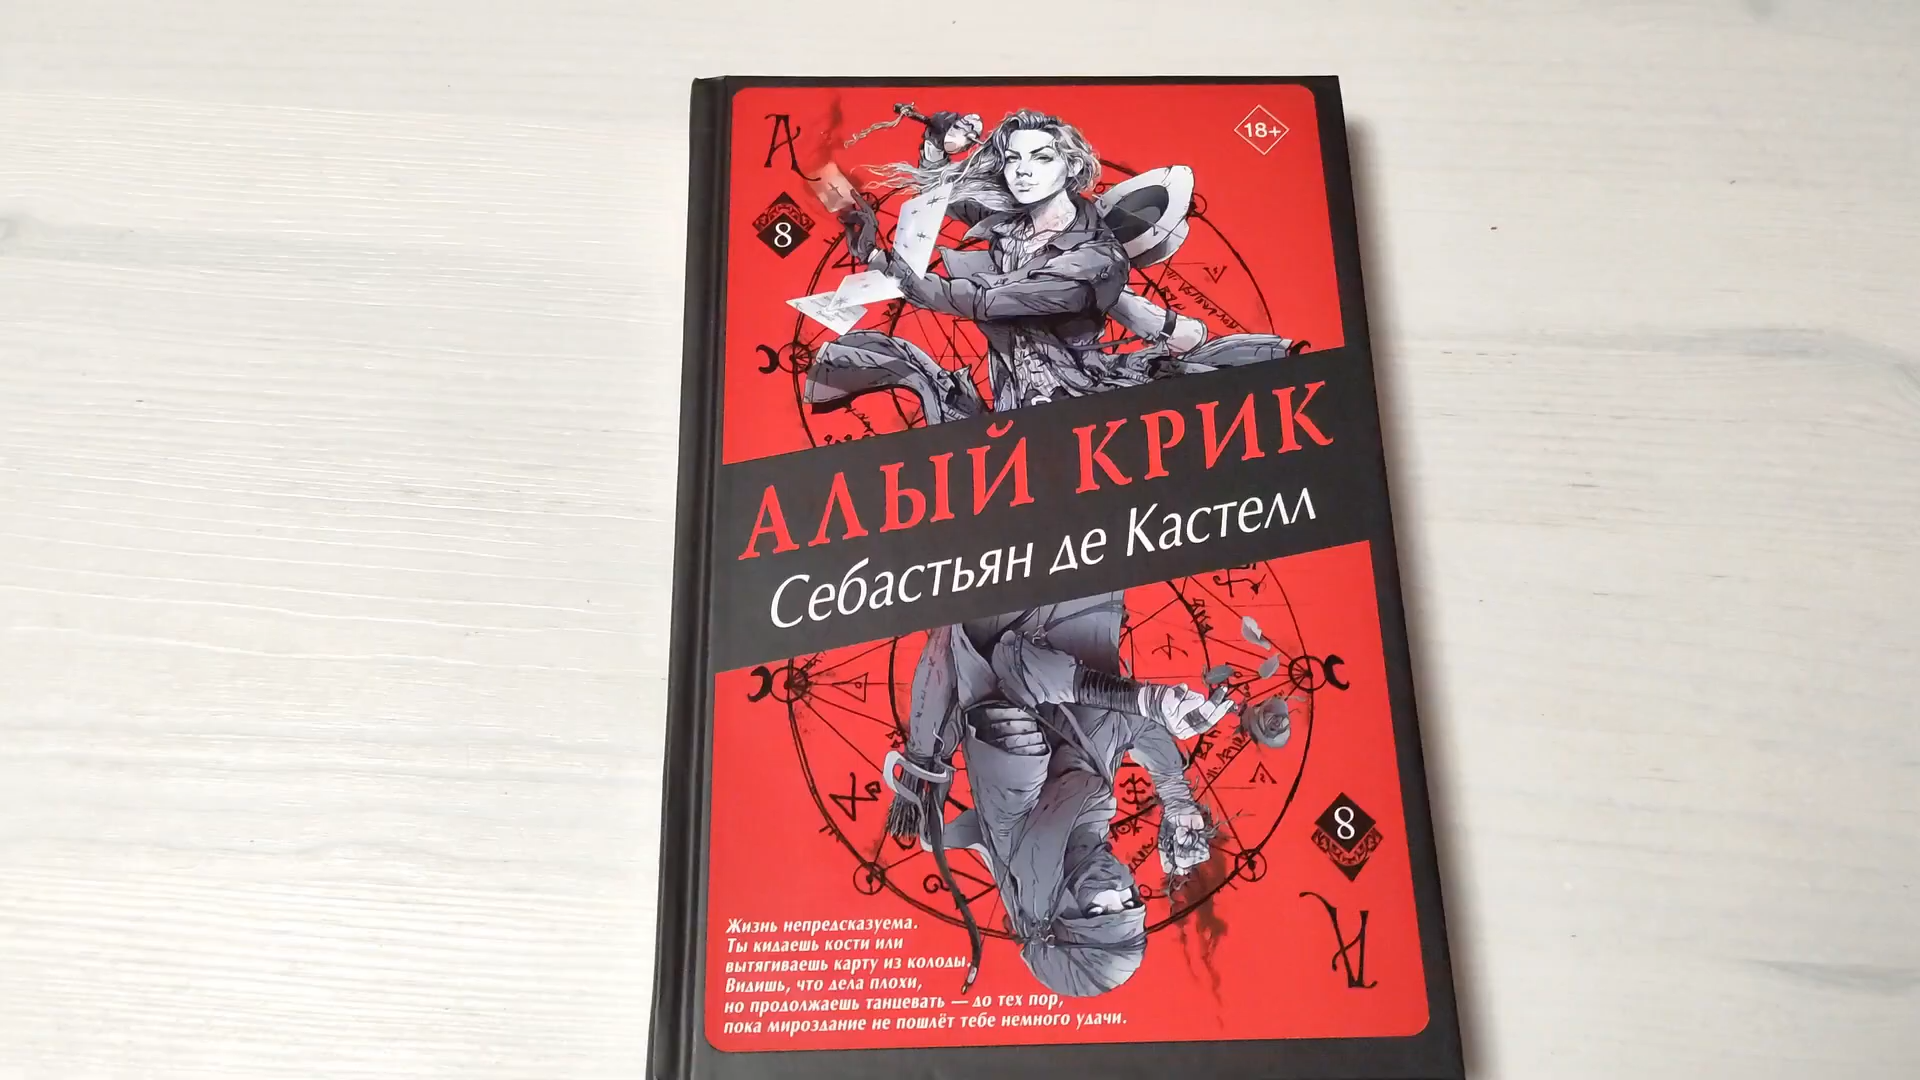 A
18+
8
АЛЫЙ КРИК
Себастьян де Кастелл
8
A
Жизнь непредсказуема.
Ты кидаешь кости или
вытягиваешь карту из колоды.
Видишь, что дела плохи,
но продолжаешь танцевать — до тех пор,
пока мироздание не пошлёт тебе немного удачи.